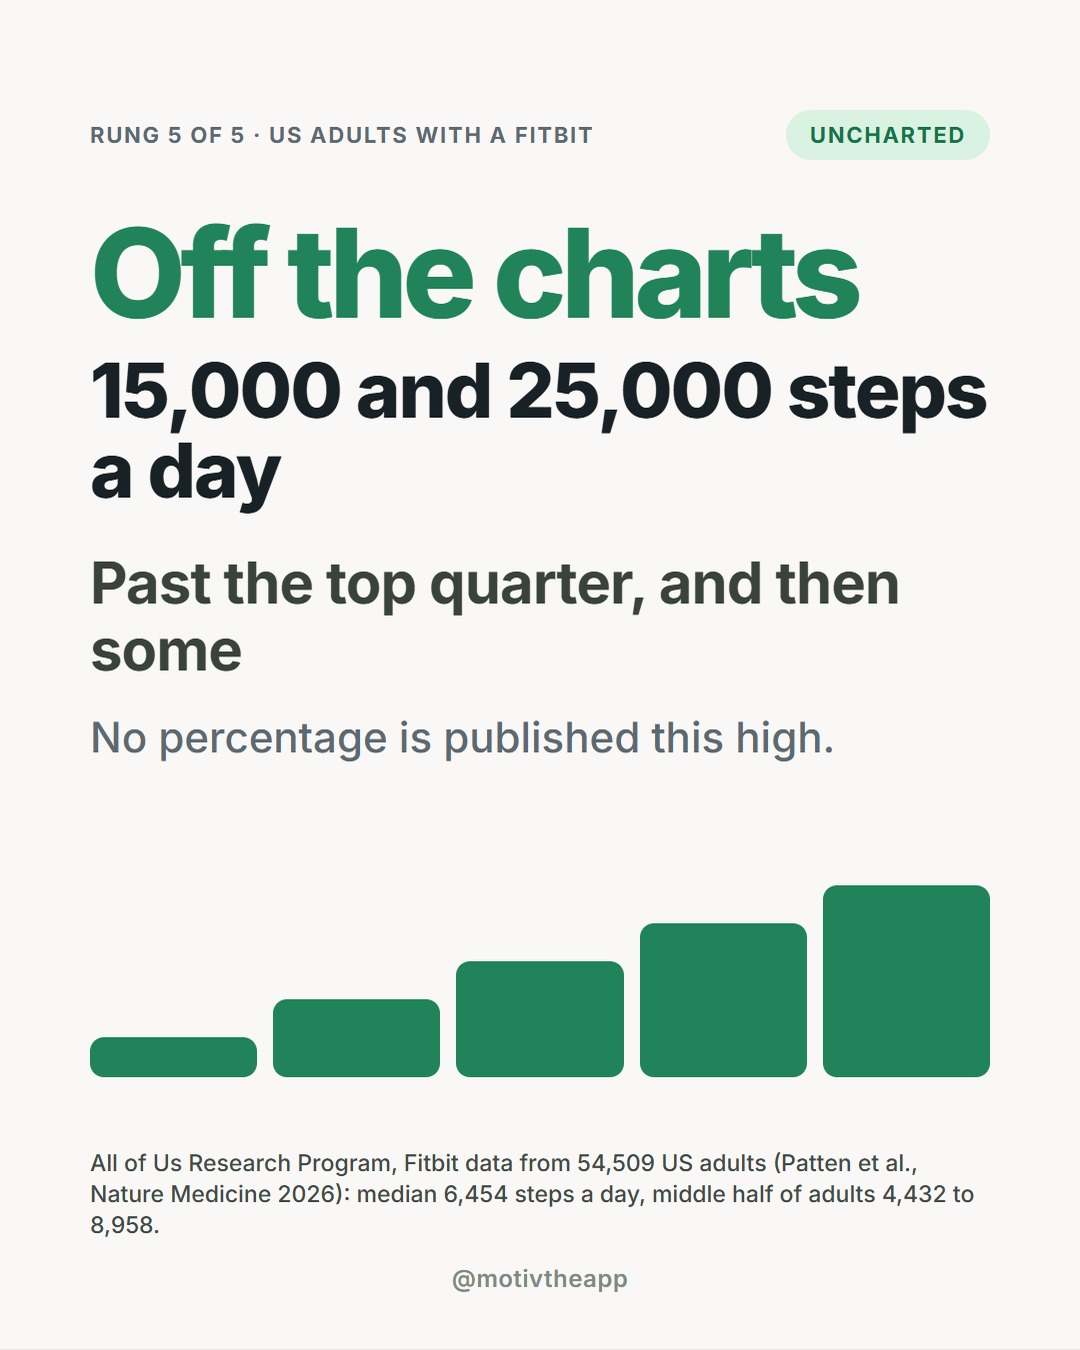 RUNG 5 OF 5 · US ADULTS WITH A FITBIT
UNCHARTED
Off the charts
15,000 and 25,000 steps
a day
Past the top quarter, and then
some
No percentage is published this high.
All of Us Research Program, Fitbit data from 54,509 US adults (Patten et al.,
Nature Medicine 2026): median 6,454 steps a day, middle half of adults 4,432 to
8,958.
@motivtheapp